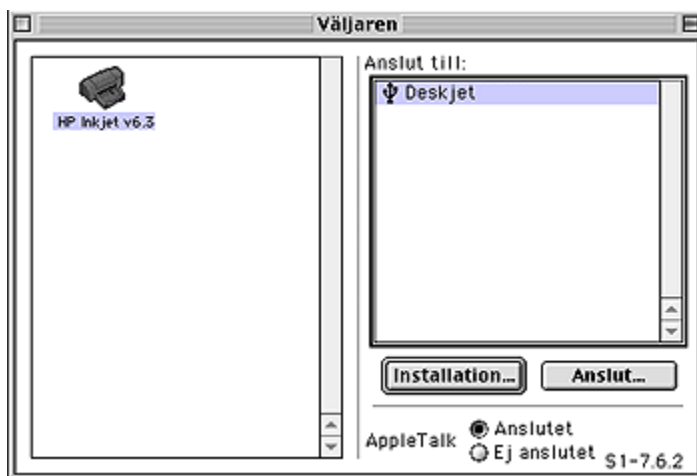 Väljaren
HP Inkjet v6.3
Anslut till:
Deskjet
Installation...
Anslut...
AppleTalk
Anslutet
Ej anslutet
S1-7.6.2